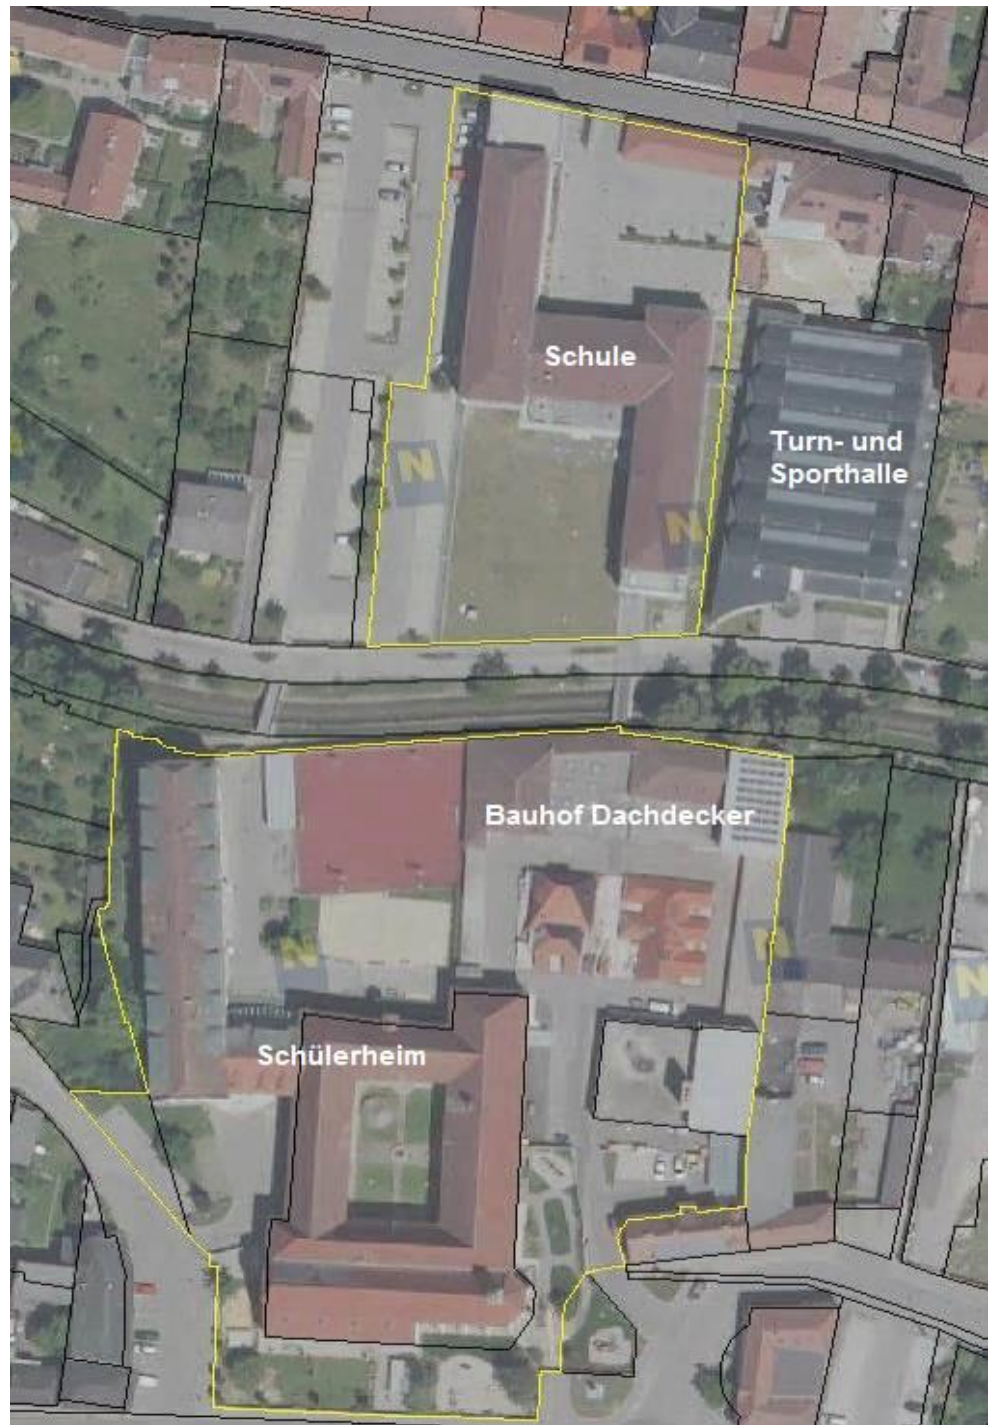 Schule
Turn- und
Sporthalle
N
N
Bauhof Dachdecker
N
N
N
Schülerheim